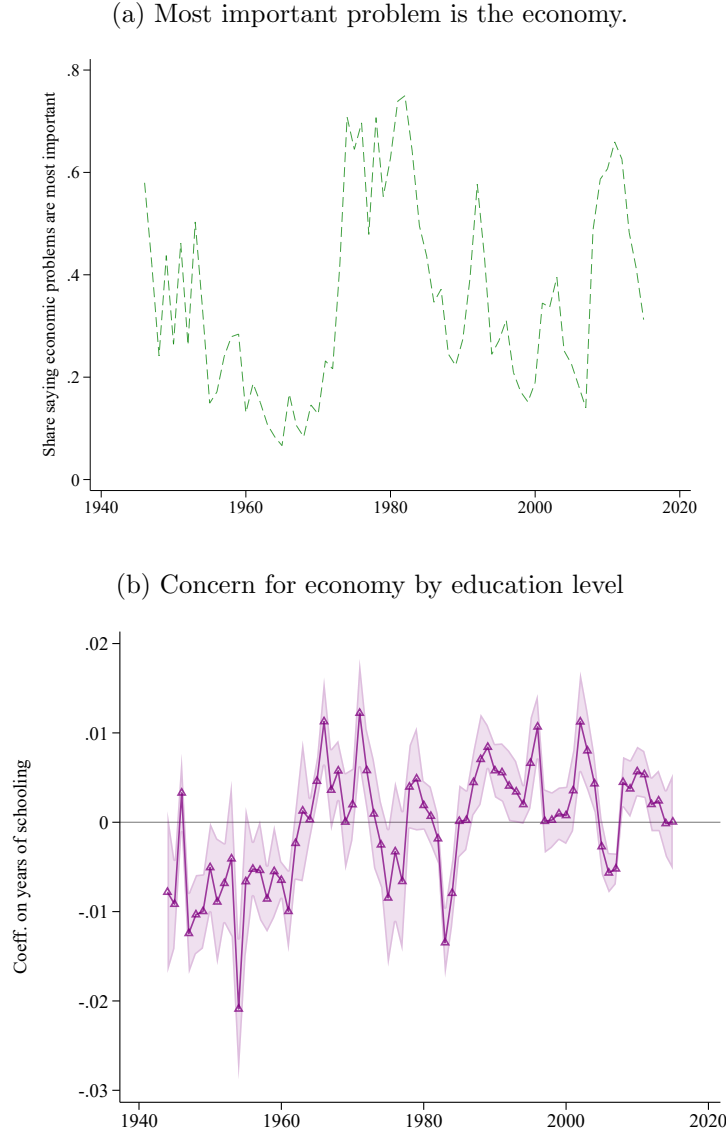 (a) Most important problem is the economy.
Share saying economic problems are most important
.8
.6
.4
.2
0
1940 1960 1980 2000 2020
(b) Concern for economy by education level
Coeff. on years of schooling
.02
.01
0
-.01
-.02
-.03
1940 1960 1980 2000 2020